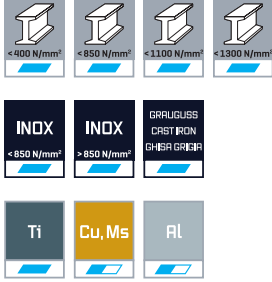 <400 N/mm² <850 N/mm² <1100 N/mm² <1300 N/mm²
INOX INOX GRAUGUSS
CAST IRON
GHISA GRIGIA
<850 N/mm² >850 N/mm²
Ti Cu, Ms Al